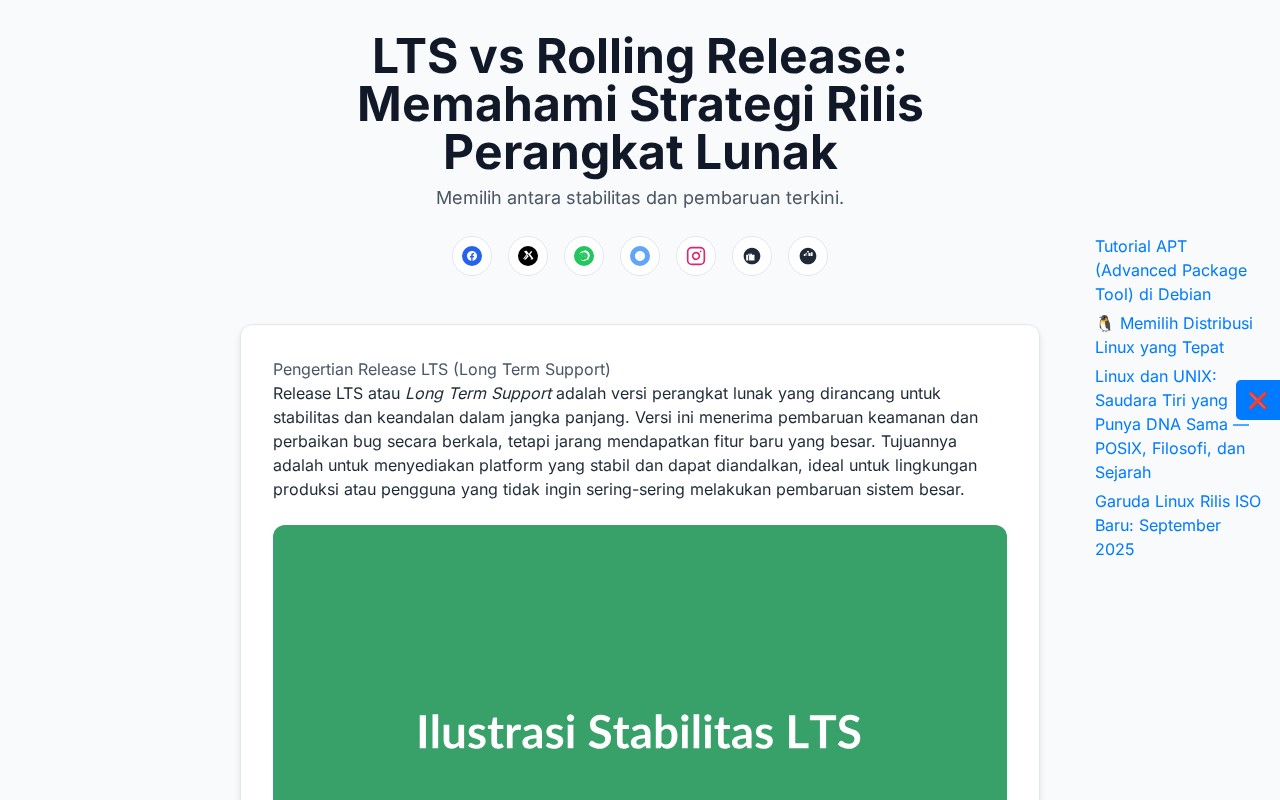 LTS vs Rolling Release:
Memahami Strategi Rilis
Perangkat Lunak
Memilih antara stabilitas dan pembaruan terkini.
Pengertian Release LTS (Long Term Support)
Release LTS atau Long Term Support adalah versi perangkat lunak yang dirancang untuk
stabilitas dan keandalan dalam jangka panjang. Versi ini menerima pembaruan keamanan dan
perbaikan bug secara berkala, tetapi jarang mendapatkan fitur baru yang besar. Tujuannya
adalah untuk menyediakan platform yang stabil dan dapat diandalkan, ideal untuk lingkungan
produksi atau pengguna yang tidak ingin sering-sering melakukan pembaruan sistem besar.
Ilustrasi Stabilitas LTS
Tutorial APT
(Advanced Package
Tool) di Debian
🐧 Memilih Distribusi
Linux yang Tepat
Linux dan UNIX:
Saudara Tiri yang
Punya DNA Sama —
POSIX, Filosofi, dan
Sejarah
Garuda Linux Rilis ISO
Baru: September
2025